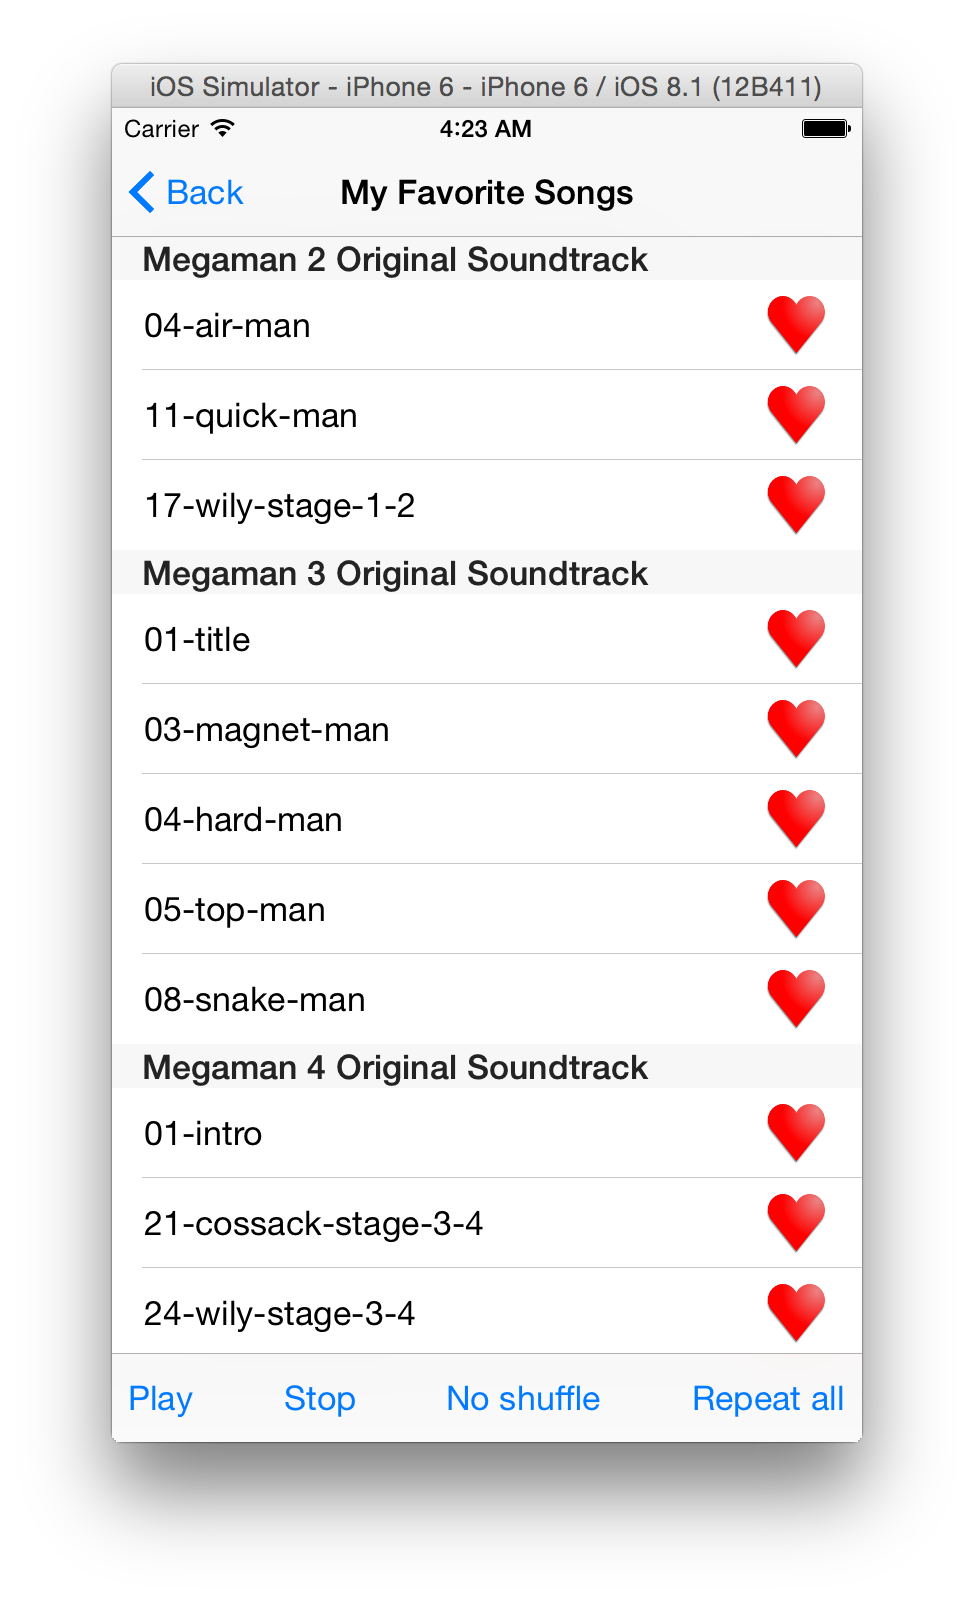 iOS Simulator - iPhone 6 - iPhone 6 / iOS 8.1 (12B411)
Carrier 4:23 AM
Back My Favorite Songs
Megaman 2 Original Soundtrack
04-air-man
11-quick-man
17-wily-stage-1-2
Megaman 3 Original Soundtrack
01-title
03-magnet-man
04-hard-man
05-top-man
08-snake-man
Megaman 4 Original Soundtrack
01-intro
21-cossack-stage-3-4
24-wily-stage-3-4
Play Stop No shuffle Repeat all